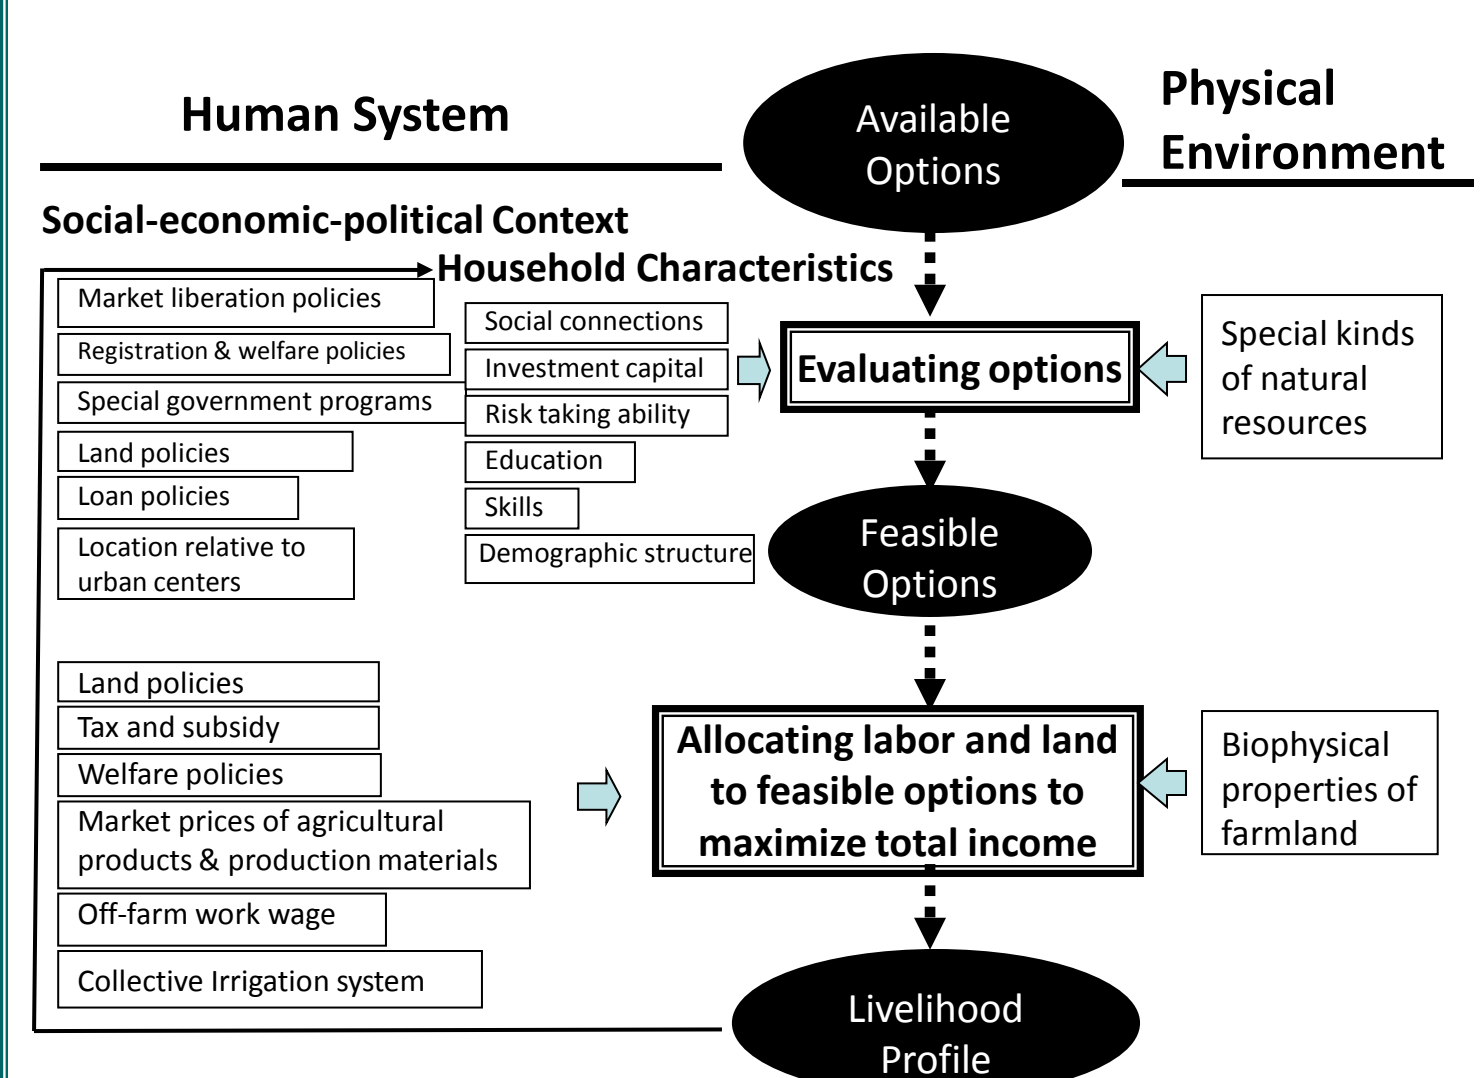 Human System
Available
Options
Physical
Environment
Social-economic-political Context
Household Characteristics
Market liberation policies
Registration & welfare policies
Special government programs
Land policies
Loan policies
Location relative to
urban centers
Social connections
Investment capital
Risk taking ability
Education
Skills
Demographic structure
Evaluating options
Special kinds
of natural
resources
Feasible
Options
Land policies
Tax and subsidy
Welfare policies
Market prices of agricultural
products & production materials
Off-farm work wage
Collective Irrigation system
Allocating labor and land
to feasible options to
maximize total income
Biophysical
properties of
farmland
Livelihood
Profile